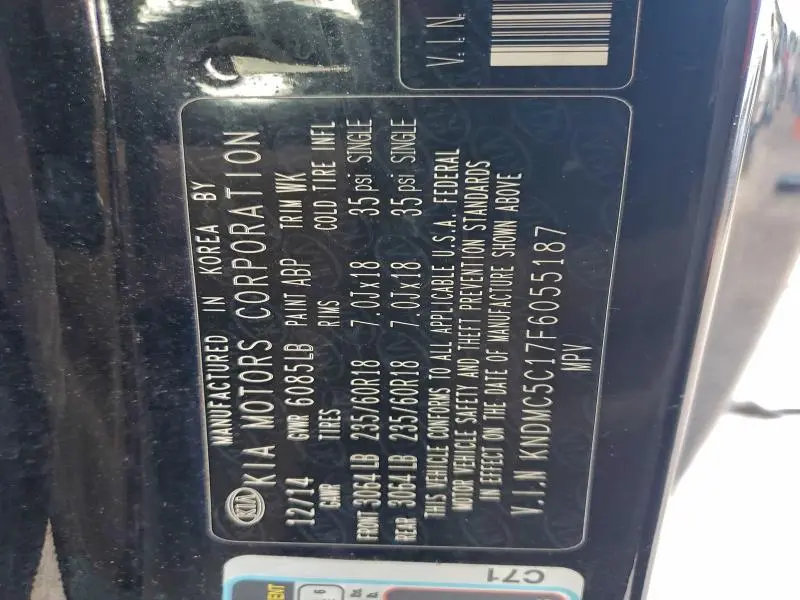 MANUFACTURED IN KOREA BY
KIA KIA MOTORS CORPORATION
12/14 GVWR 6085LB PAINT ABP TRIM WK
GAWR TIRES RIMS COLD TIRE INFL
FRONT 3064LB 235/60R18 7.0Jx18 35psi SINGLE
REAR 3064LB 235/60R18 7.0Jx18 35psi SINGLE
THIS VEHICLE CONFORMS TO ALL APPLICABLE U.S.A. FEDERAL
MOTOR VEHICLE SAFETY AND THEFT PREVENTION STANDARDS
IN EFFECT ON THE DATE OF MANUFACTURE SHOWN ABOVE
V.I.N KNDMC5C17F6055187
MPV
V.I.N.
C71